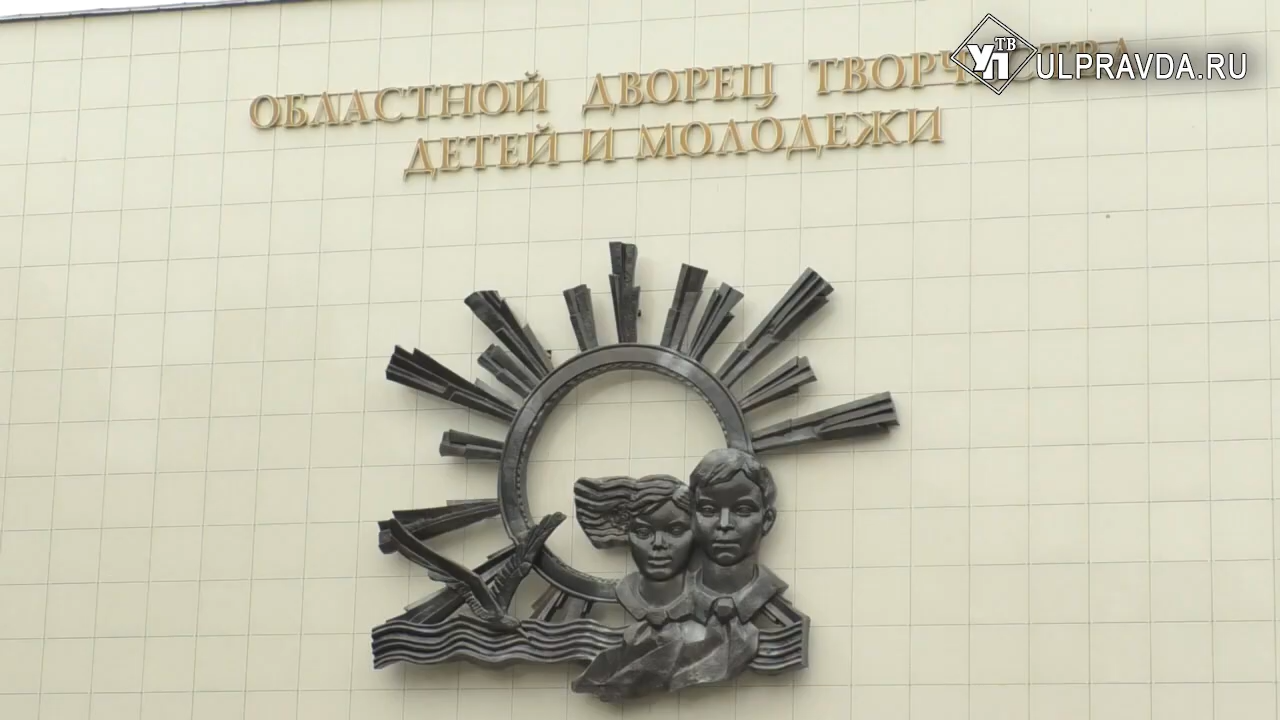 ОБЛАСТНОЙ ДВОРЕЦ ТВОРЧЕСТВА
ДЕТЕЙ И МОЛОДЕЖИ
УП ТВ
ULPRAVDA.RU